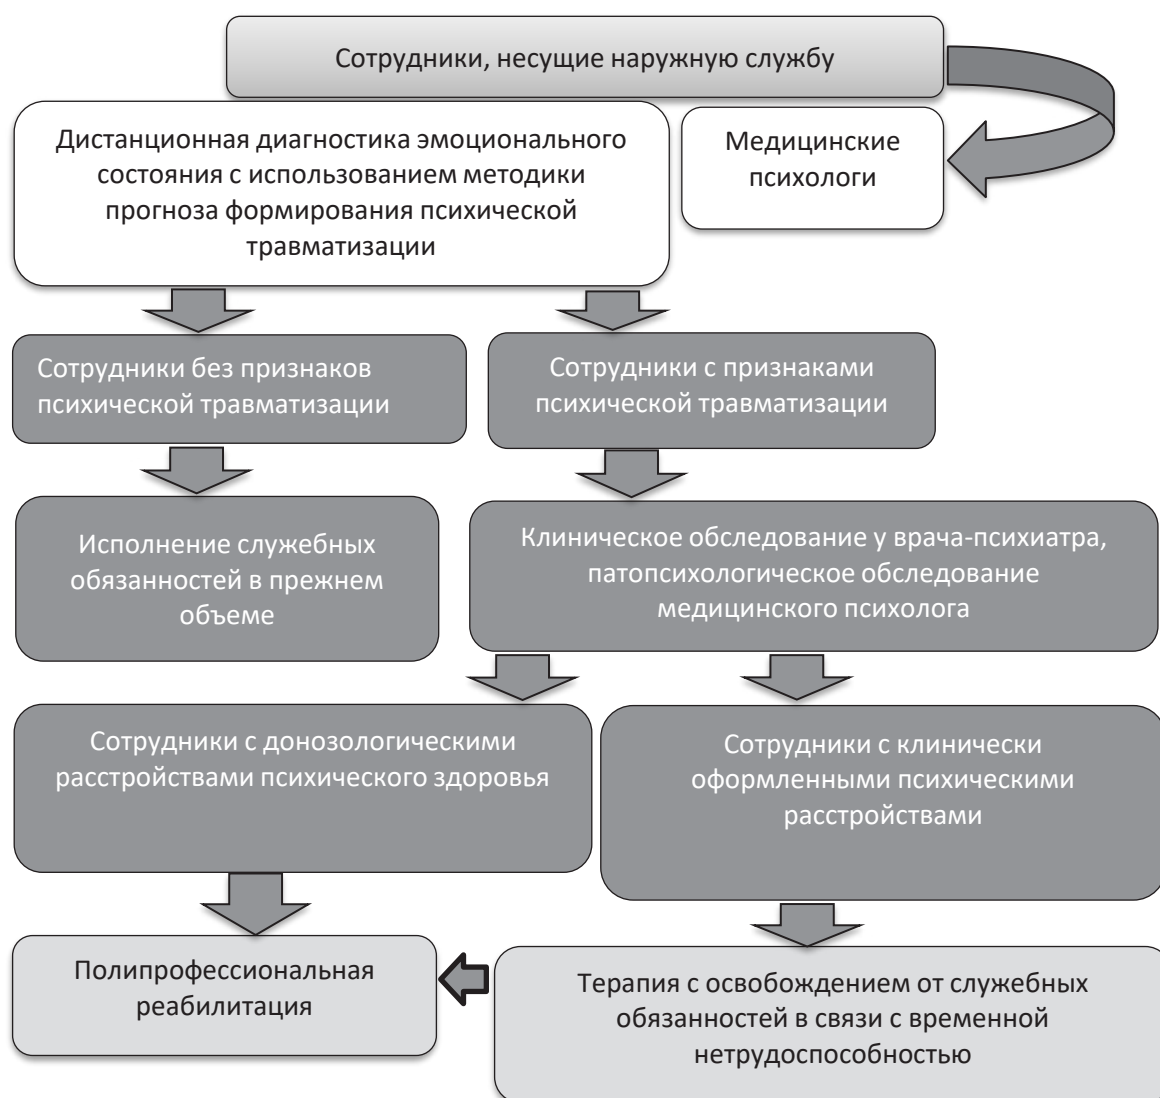 Сотрудники, несущие наружную службу
Дистанционная диагностика эмоционального
состояния с использованием методики
прогноза формирования психической
травматизации
Медицинские
психологи
Сотрудники без признаков
психической травматизации
Сотрудники с признаками
психической травматизации
Исполнение служебных
обязанностей в прежнем
объеме
Клиническое обследование у врача-психиатра,
патопсихологическое обследование
медицинского психолога
Сотрудники с донозологическими
расстройствами психического здоровья
Сотрудники с клинически
оформленными психическими
расстройствами
Полипрофессиональная
реабилитация
Терапия с освобождением от служебных
обязанностей в связи с временной
нетрудоспособностью